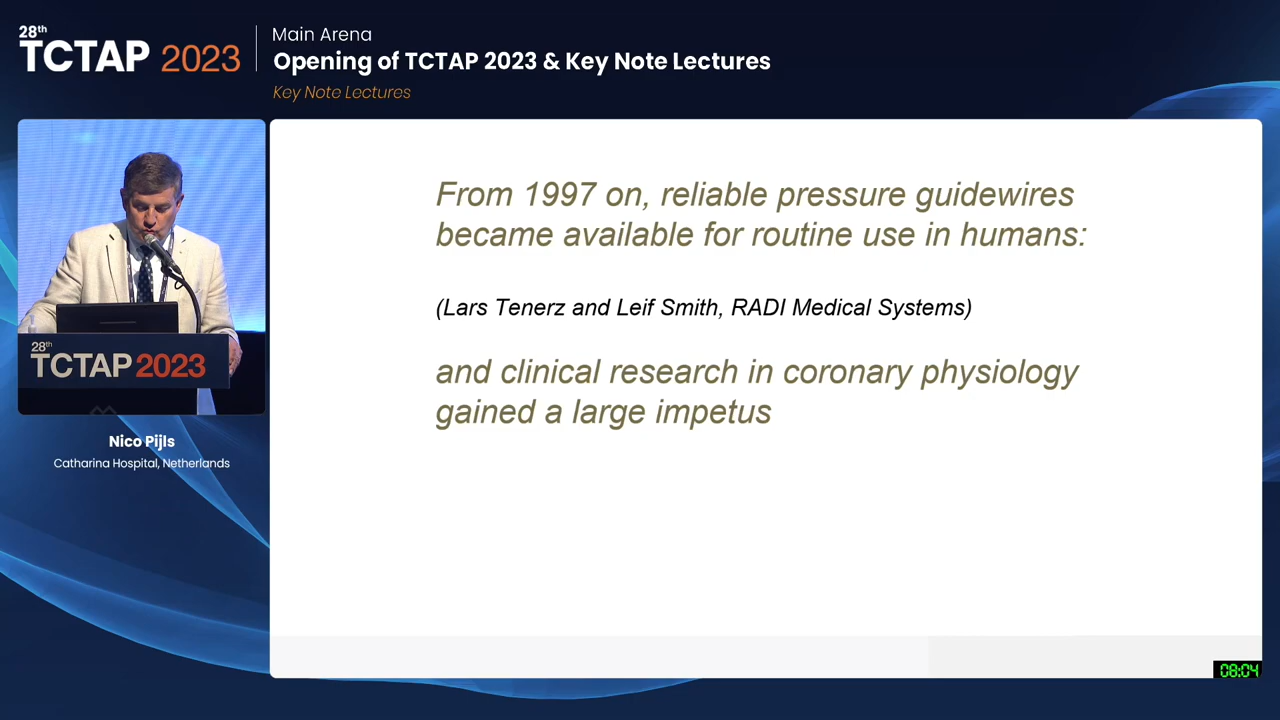 28th
TCTAP 2023
Main Arena
Opening of TCTAP 2023 & Key Note Lectures
Key Note Lectures
28th
TCTAP 2023
Nico Pijls
Catharina Hospital, Netherlands
From 1997 on, reliable pressure guidewires
became available for routine use in humans:
(Lars Tenerz and Leif Smith, RADI Medical Systems)
and clinical research in coronary physiology
gained a large impetus
08:04